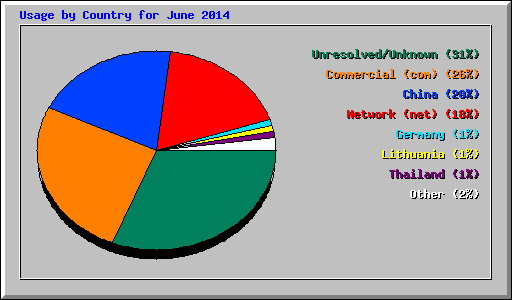 Usage by Country for June 2014
Unresolved/Unknown (31%)
Commercial (com) (26%)
China (20%)
Network (net) (18%)
Germany (1%)
Lithuania (1%)
Thailand (1%)
Other (2%)